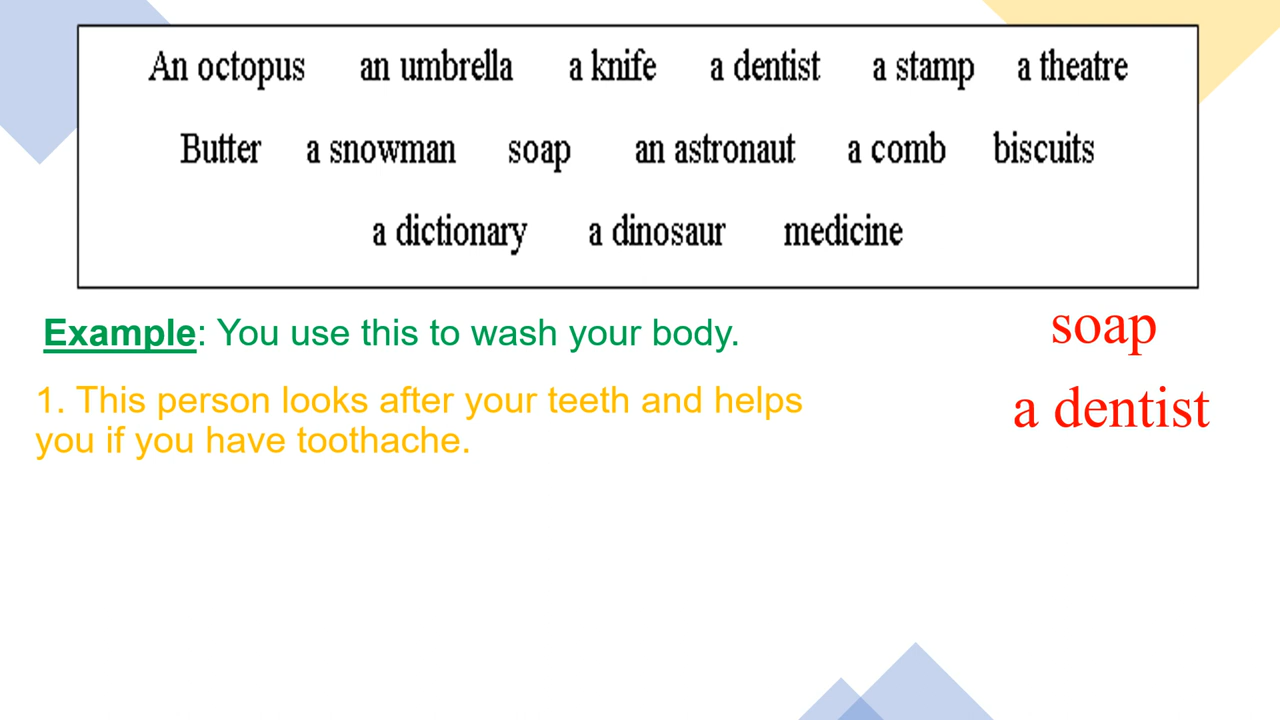 An octopus an umbrella a knife a dentist a stamp a theatre
Butter a snowman soap an astronaut a comb biscuits
a dictionary a dinosaur medicine
Example: You use this to wash your body. soap
1. This person looks after your teeth and helps
you if you have toothache. a dentist